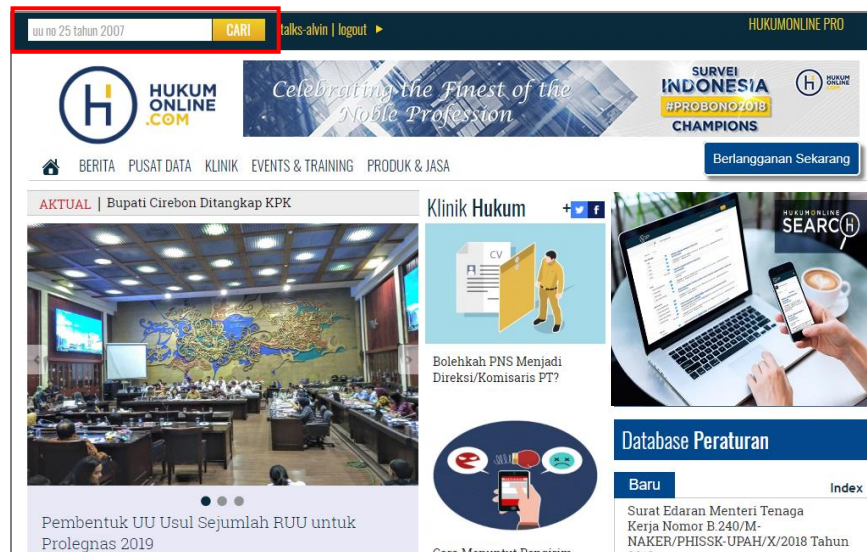 uu no 25 tahun 2007
CARI
talks-alvin | logout
HUKUMONLINE PRO
HUKUM
ONLINE
.COM
Celebrating the Finest of the
Noble Profession
SURVEI
INDONESIA
#PROBONO2018
CHAMPIONS
HUKUM
ONLINE
BERITA PUSAT DATA KLINIK EVENTS & TRAINING PRODUK & JASA
Berlangganan Sekarang
AKTUAL | Bupati Cirebon Ditangkap KPK
Klinik Hukum +
HUKUMONLINE
SEARCH
CV
Bolehkah PNS Menjadi
Direksi/Komisaris PT?
Database Peraturan
Baru
Index
Surat Edaran Menteri Tenaga
Kerja Nomor B.240/M-
NAKER/PHISSK-UPAH/X/2018 Tahun
Pembentuk UU Usul Sejumlah RUU untuk
Prolegnas 2019
Cara Menuntut Pengirim